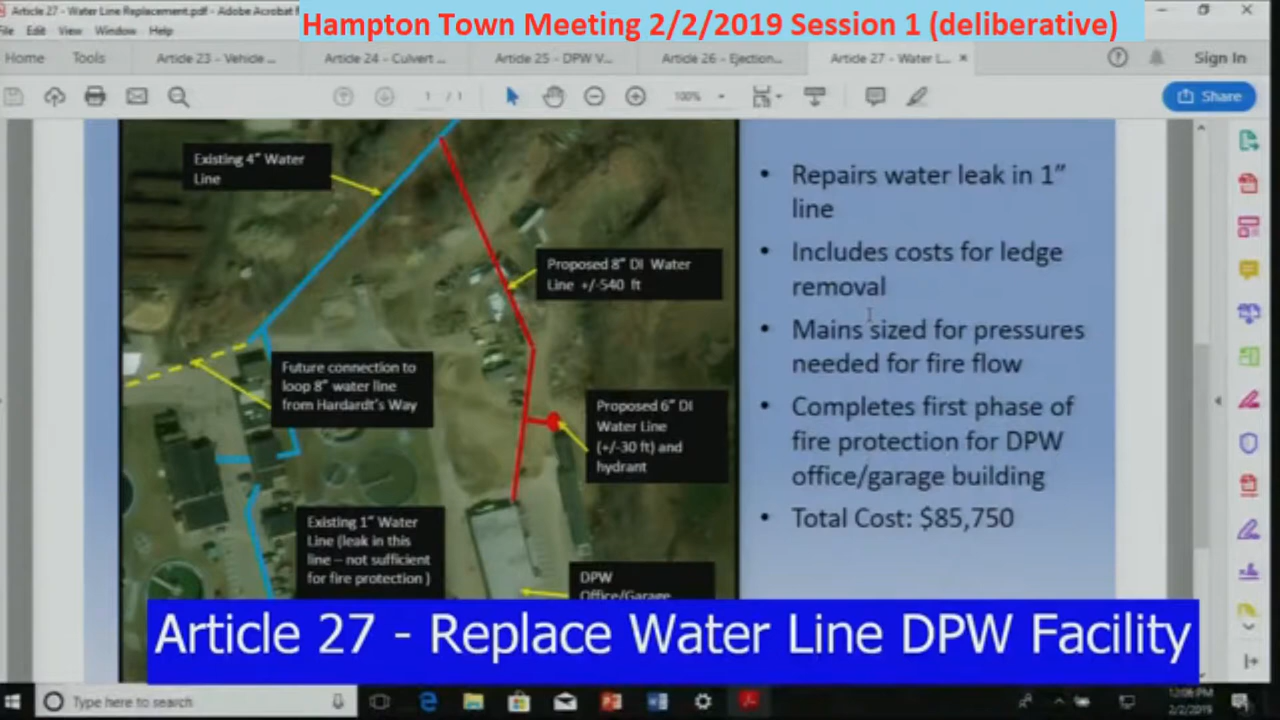 Article 27 - Water Line Replacement.pdf - Adobe Acrobat
Hampton Town Meeting 2/2/2019 Session 1 (deliberative)
File Edit View Window Help
Home Tools Article 23 - Vehicle ... Article 24 - Culvert ... Article 25 - DPW V... Article 26 - Ejection... Article 27 - Water L... × Sign In
1 / 1 100% Share
Existing 4" Water
Line
Proposed 8" DI Water
Line +/-540 ft
Future connection to
loop 8" water line
from Hardardt's Way
Proposed 6" DI
Water Line
(+/-30 ft) and
hydrant
Existing 1" Water
Line (leak in this
line – not sufficient
for fire protection )
DPW
Office/Garage
• Repairs water leak in 1"
line
• Includes costs for ledge
removal
• Mains sized for pressures
needed for fire flow
• Completes first phase of
fire protection for DPW
office/garage building
• Total Cost: $85,750
Article 27 - Replace Water Line DPW Facility
Type here to search
12:06 PM
2/2/2019